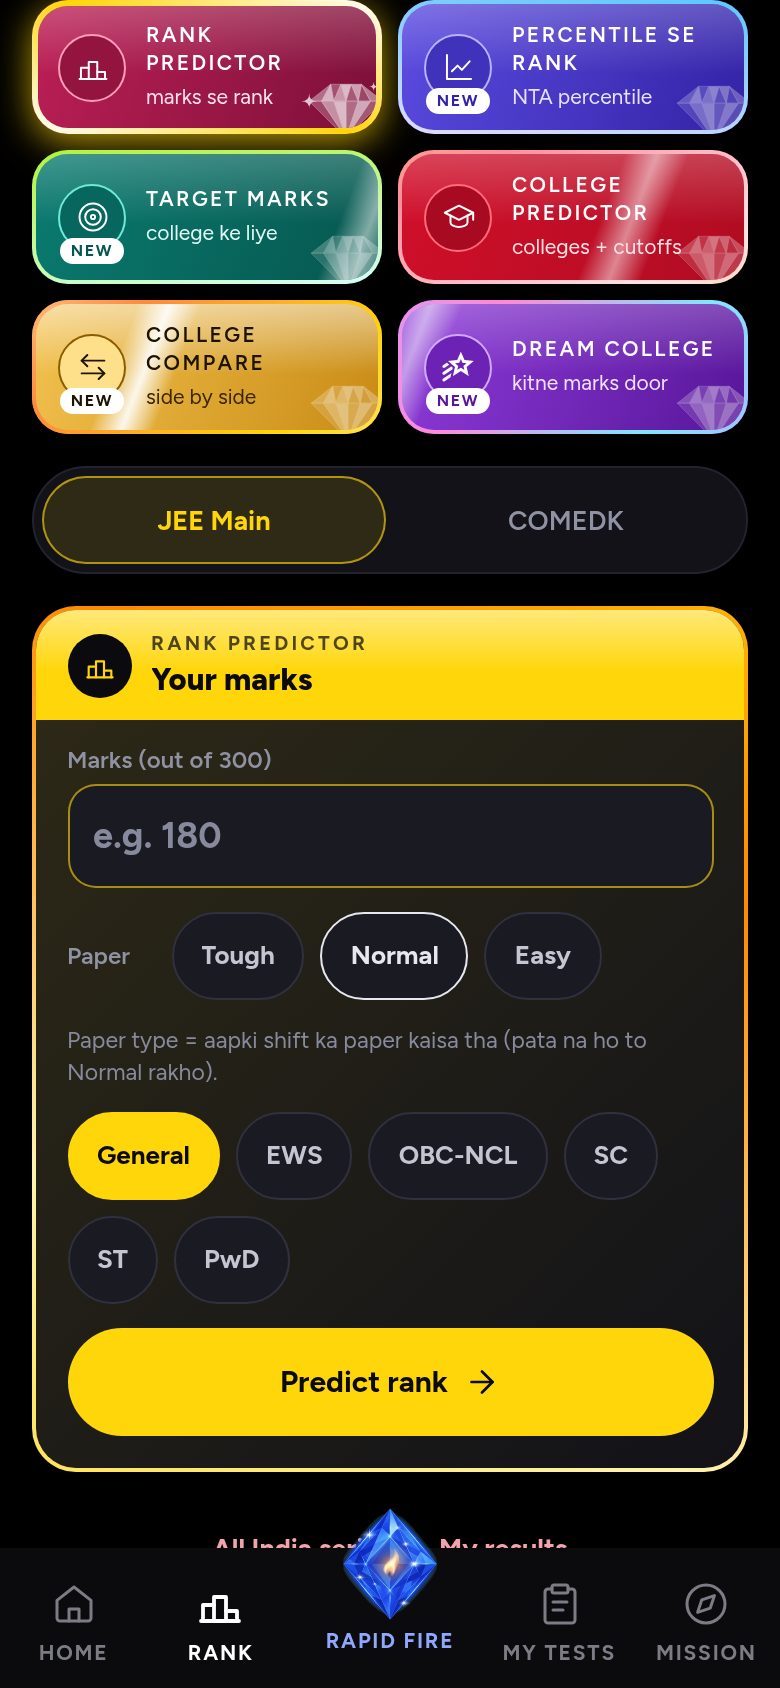 RANK
PREDICTOR
marks se rank
PERCENTILE SE
RANK
NTA percentile
NEW
TARGET MARKS
college ke liye
NEW
COLLEGE
PREDICTOR
colleges + cutoffs
COLLEGE
COMPARE
side by side
NEW
DREAM COLLEGE
kitne marks door
NEW
JEE Main
COMEDK
RANK PREDICTOR
Your marks
Marks (out of 300)
e.g. 180
Paper Tough Normal Easy
Paper type = aapki shift ka paper kaisa tha (pata na ho to
Normal rakho).
General EWS OBC-NCL SC
ST PwD
Predict rank →
All India
My results
HOME RANK RAPID FIRE MY TESTS MISSION